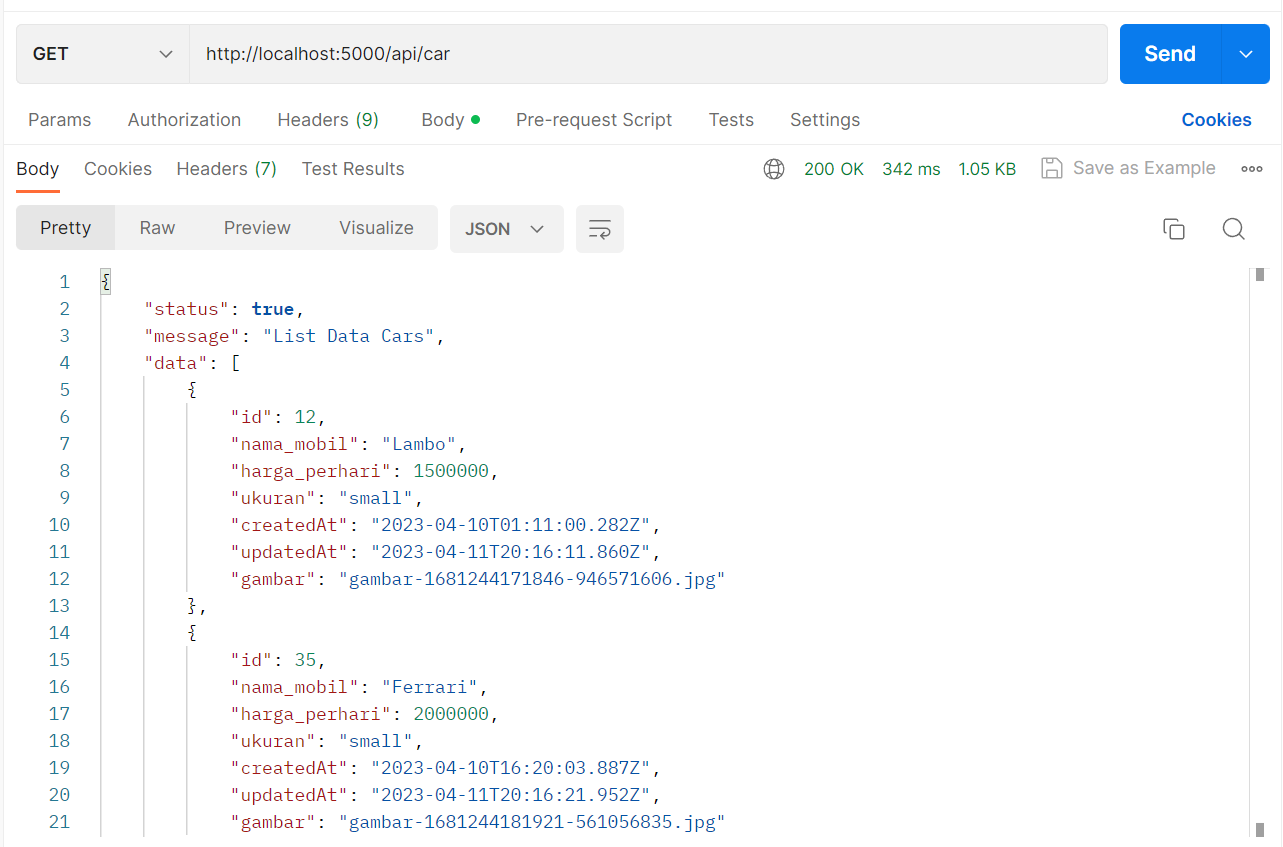 GET http://localhost:5000/api/car Send
Params Authorization Headers (9) Body Pre-request Script Tests Settings Cookies
Body Cookies Headers (7) Test Results 200 OK 342 ms 1.05 KB Save as Example
Pretty Raw Preview Visualize JSON
1 {
2 "status": true,
3 "message": "List Data Cars",
4 "data": [
5 {
6 "id": 12,
7 "nama_mobil": "Lambo",
8 "harga_perhari": 1500000,
9 "ukuran": "small",
10 "createdAt": "2023-04-10T01:11:00.282Z",
11 "updatedAt": "2023-04-11T20:16:11.860Z",
12 "gambar": "gambar-1681244171846-946571606.jpg"
13 },
14 {
15 "id": 35,
16 "nama_mobil": "Ferrari",
17 "harga_perhari": 2000000,
18 "ukuran": "small",
19 "createdAt": "2023-04-10T16:20:03.887Z",
20 "updatedAt": "2023-04-11T20:16:21.952Z",
21 "gambar": "gambar-1681244181921-561056835.jpg"